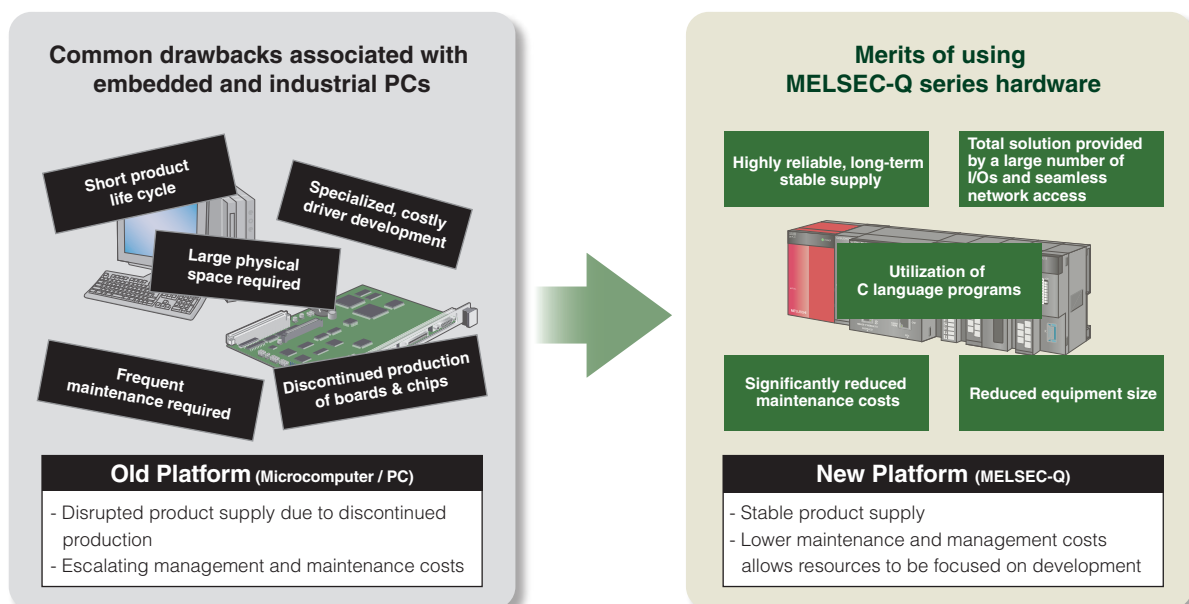 Common drawbacks associated with
embedded and industrial PCs
Short product
life cycle
Specialized, costly
driver development
Large physical
space required
Frequent
maintenance required
Discontinued production
of boards & chips
Old Platform (Microcomputer / PC)
- Disrupted product supply due to discontinued
production
- Escalating management and maintenance costs
Merits of using
MELSEC-Q series hardware
Highly reliable, long-term
stable supply
Total solution provided
by a large number of
I/Os and seamless
network access
Utilization of
C language programs
Significantly reduced
maintenance costs
Reduced equipment size
New Platform (MELSEC-Q)
- Stable product supply
- Lower maintenance and management costs
allows resources to be focused on development